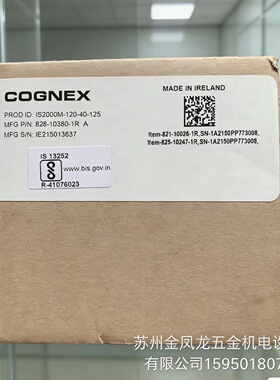 COGNEX
PROD ID: IS2000M-120-40-125
MFG P/N: 828-10380-1R A
MFG S/N: IE215013637
MADE IN IRELAND
Item-821-10026-1R,SN-1A2150PP773008,
Item-825-10247-1R,SN-1A2150PP773008,
IS 13252
www.bis.gov.in
R-41076023
苏州金凤龙五金机电设
有限公司159501807